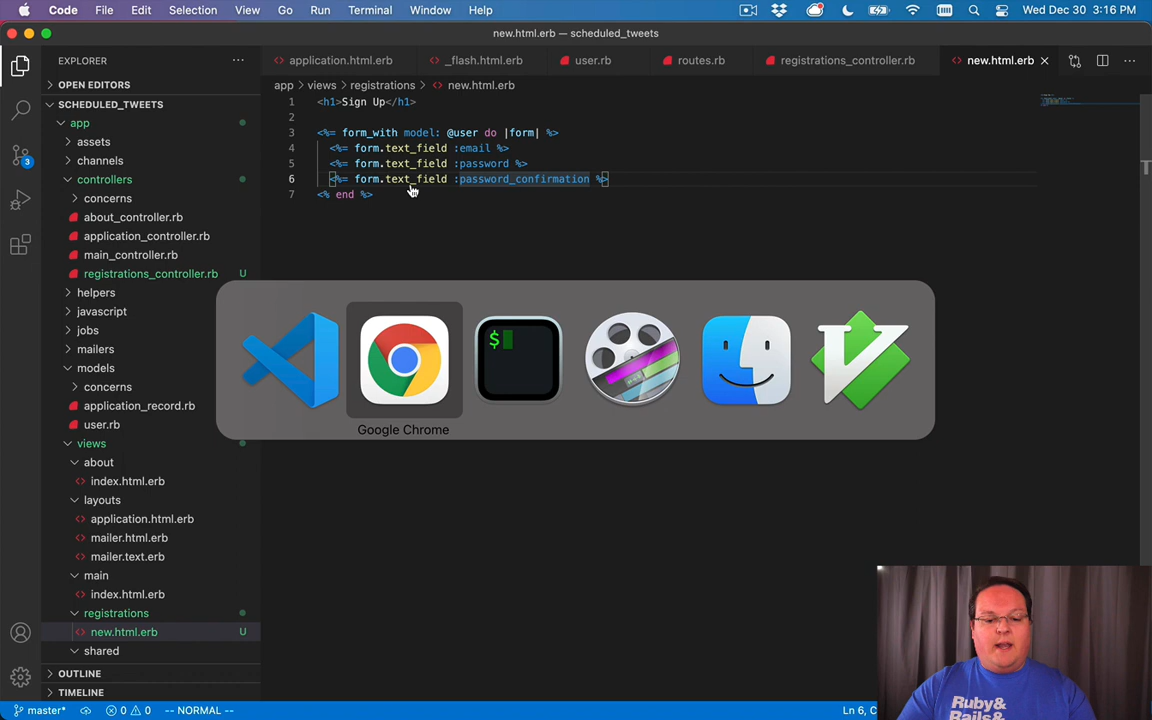 Code File Edit Selection View Go Run Terminal Window Help Wed Dec 30 3:16 PM
new.html.erb — scheduled_tweets
EXPLORER ...
application.html.erb _flash.html.erb user.rb routes.rb registrations_controller.rb new.html.erb
OPEN EDITORS
app > views > registrations > new.html.erb
SCHEDULED_TWEETS
1 <h1>Sign Up</h1>
2
3 <%= form_with model: @user do |form| %>
4 <%= form.text_field :email %>
5 <%= form.text_field :password %>
6 <%= form.text_field :password_confirmation %>
7 <% end %>
app
assets
channels
controllers
concerns
about_controller.rb
application_controller.rb
main_controller.rb
registrations_controller.rb U
helpers
javascript
jobs
mailers
models
concerns
application_record.rb
user.rb
views
about
index.html.erb
layouts
application.html.erb
mailer.html.erb
mailer.text.erb
main
index.html.erb
registrations
new.html.erb U
shared
OUTLINE
TIMELINE
3
$
Google Chrome
master* 0 0 -- NORMAL --
Ln 6, C
Ruby&
Rails&